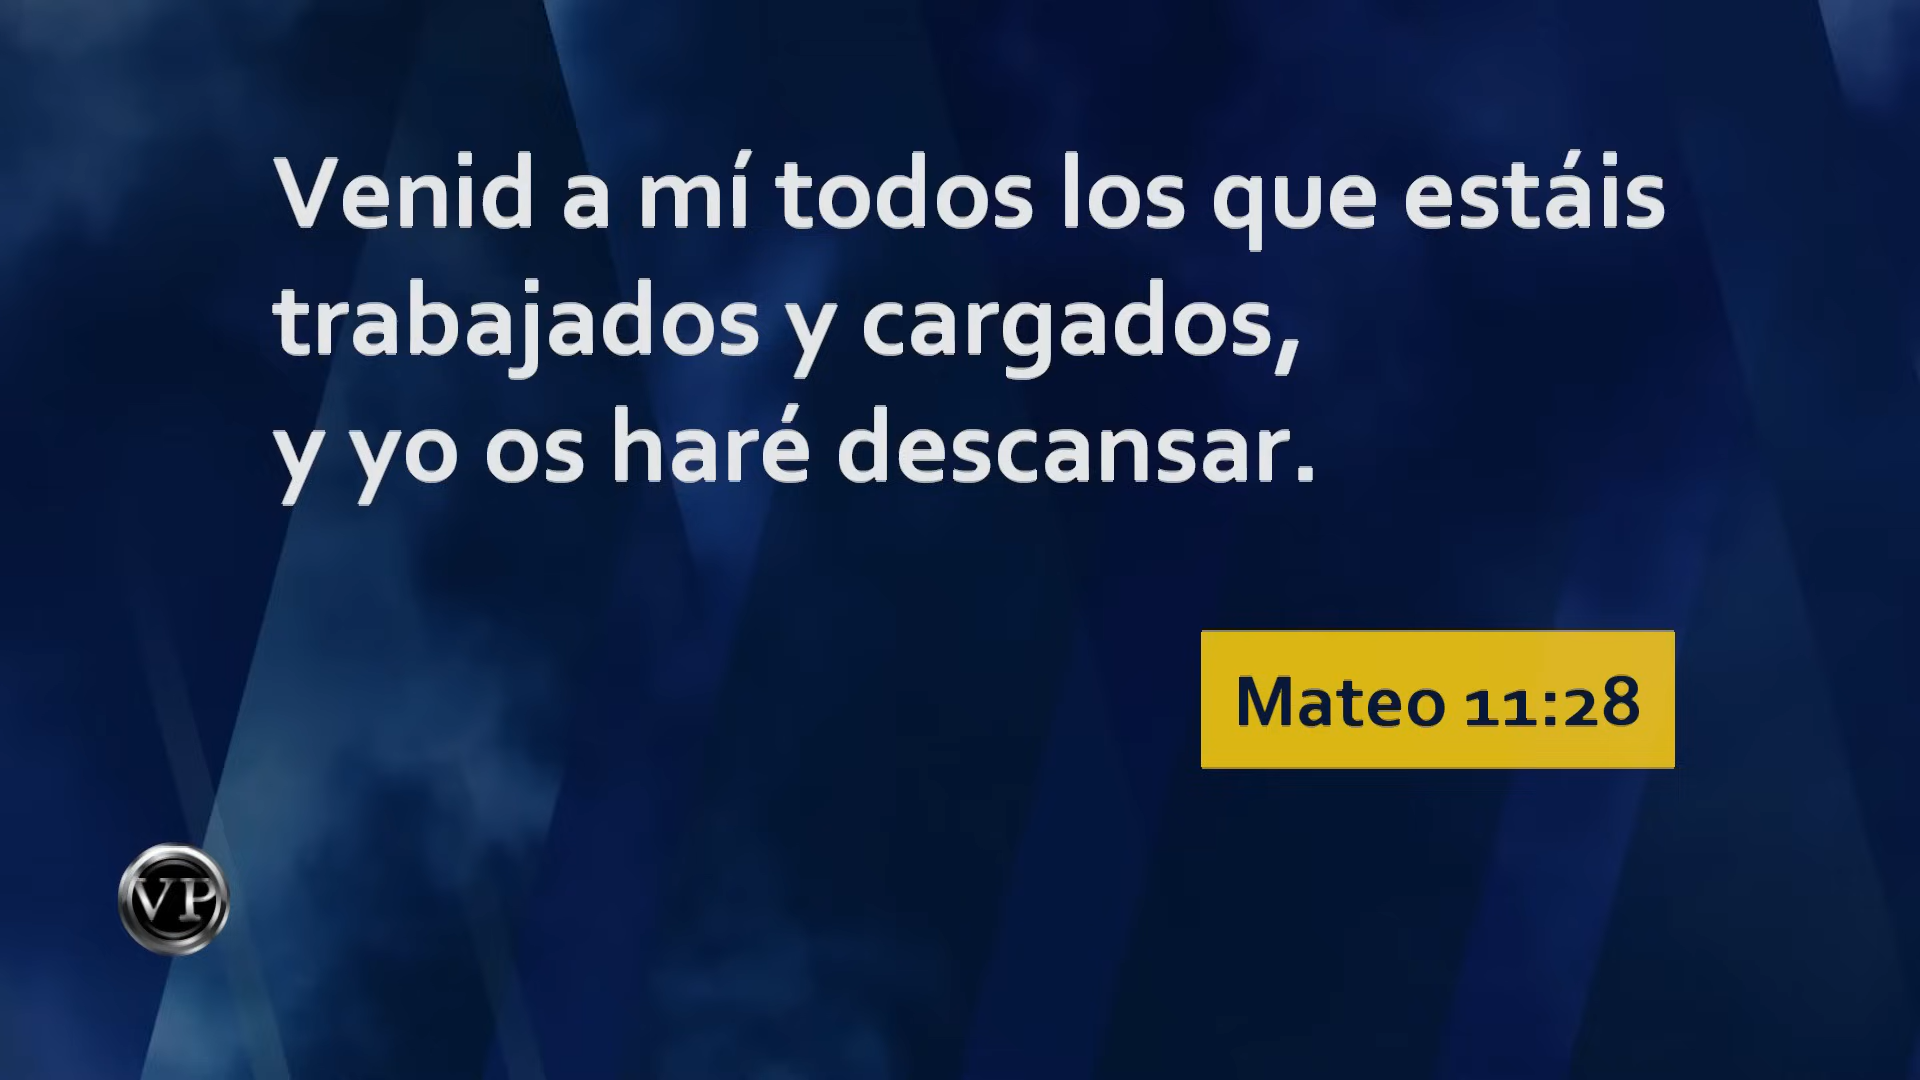 Venid a mí todos los que estáis
trabajados y cargados,
y yo os haré descansar.
Mateo 11:28
VP